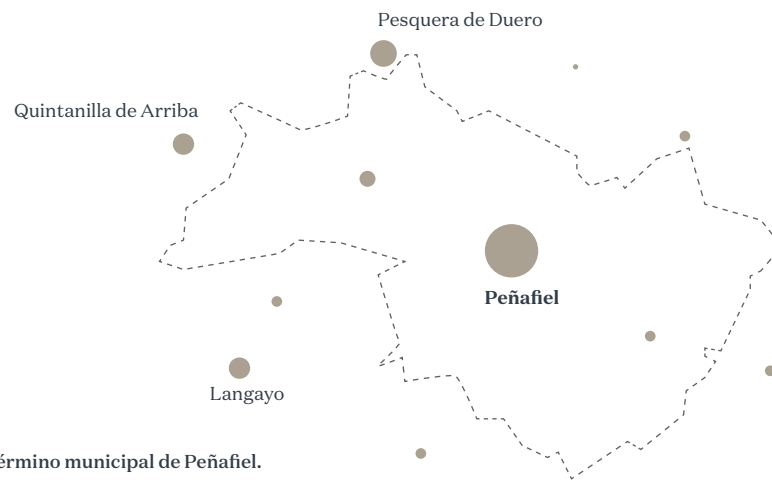 Pesquera de Duero
Quintanilla de Arriba
Peñafiel
Langayo
érmino municipal de Peñafiel.